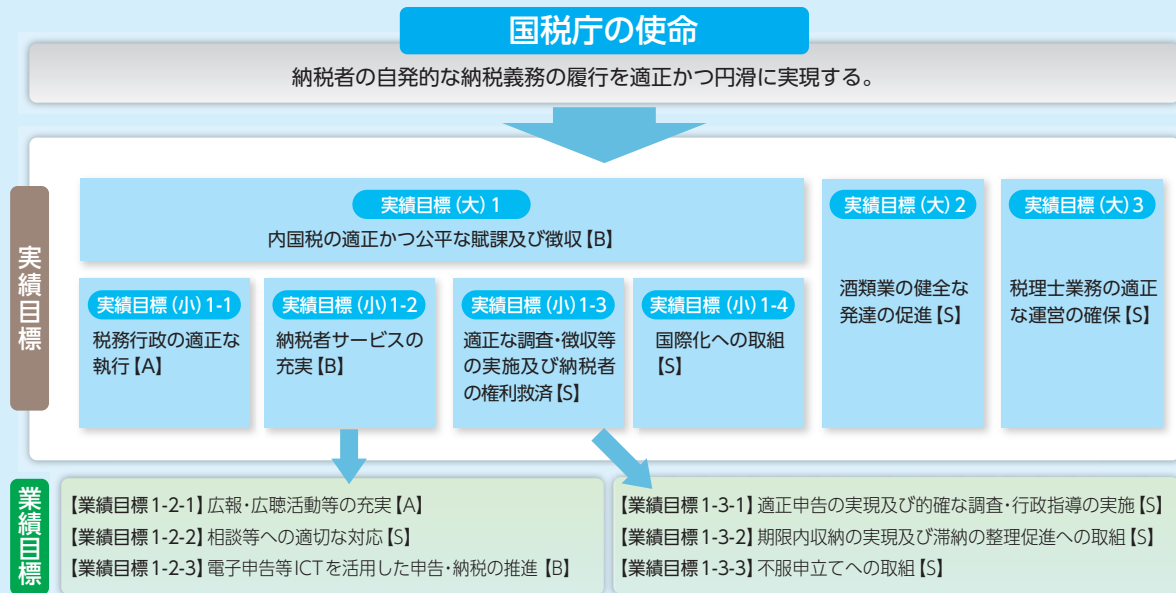 国税庁の使命
納税者の自発的な納税義務の履行を適正かつ円滑に実現する。
実績目標
実績目標(大)1
内国税の適正かつ公平な賦課及び徴収【B】
実績目標(小)1-1
税務行政の適正な
執行【A】
実績目標(小)1-2
納税者サービスの
充実【B】
実績目標(小)1-3
適正な調査・徴収等
の実施及び納税者
の権利救済【S】
実績目標(小)1-4
国際化への取組
【S】
実績目標(大)2
酒類業の健全な
発達の促進【S】
実績目標(大)3
税理士業務の適正
な運営の確保【S】
業績目標
【業績目標1-2-1】広報・広聴活動等の充実【A】
【業績目標1-2-2】相談等への適切な対応【S】
【業績目標1-2-3】電子申告等ICTを活用した申告・納税の推進【B】
【業績目標1-3-1】適正申告の実現及び的確な調査・行政指導の実施【S】
【業績目標1-3-2】期限内収納の実現及び滞納の整理促進への取組【S】
【業績目標1-3-3】不服申立てへの取組【S】